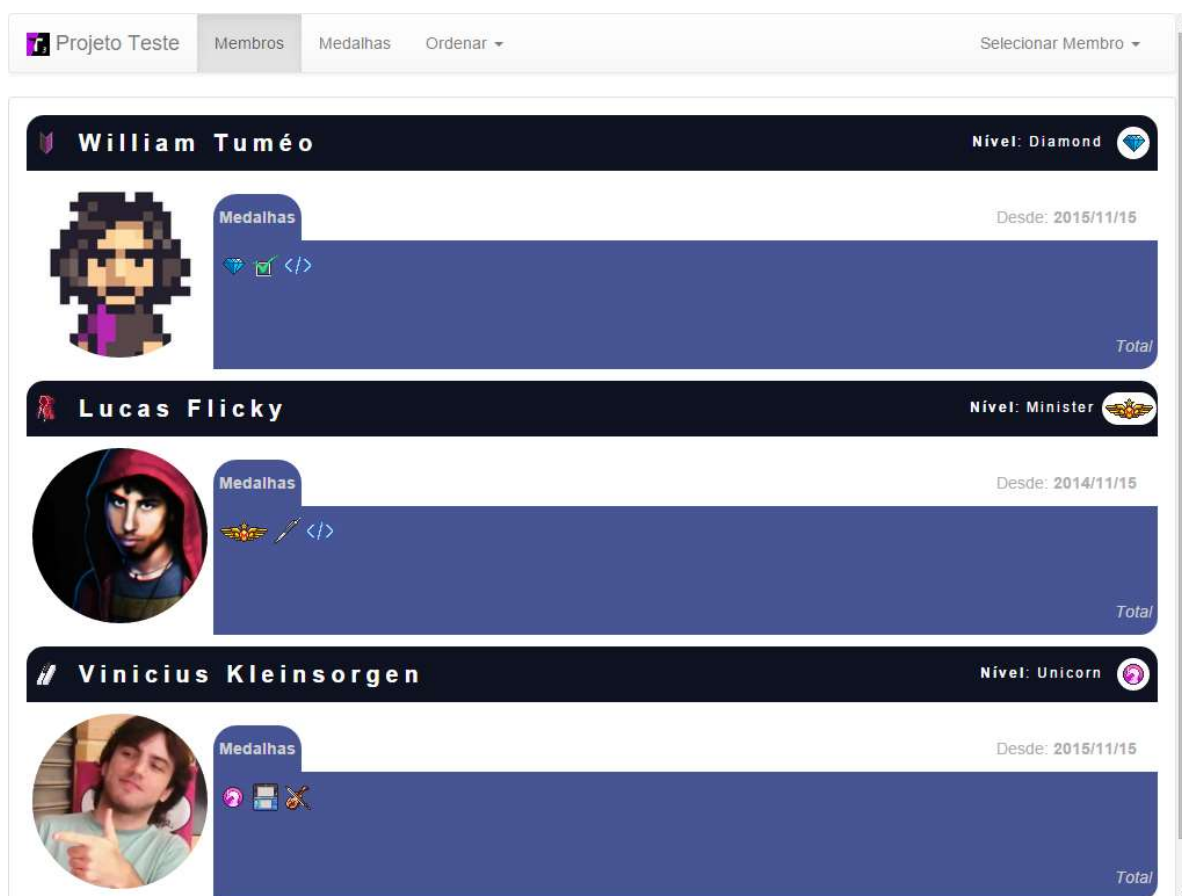 Projeto Teste Membros Medalhas Ordenar Selecionar Membro
William Tuméo Nível: Diamond
Medalhas Desde: 2015/11/15
</>
Total
Lucas Flicky Nível: Minister
Medalhas Desde: 2014/11/15
</>
Total
Vinicius Kleinsorgen Nível: Unicorn
Medalhas Desde: 2015/11/15
Total